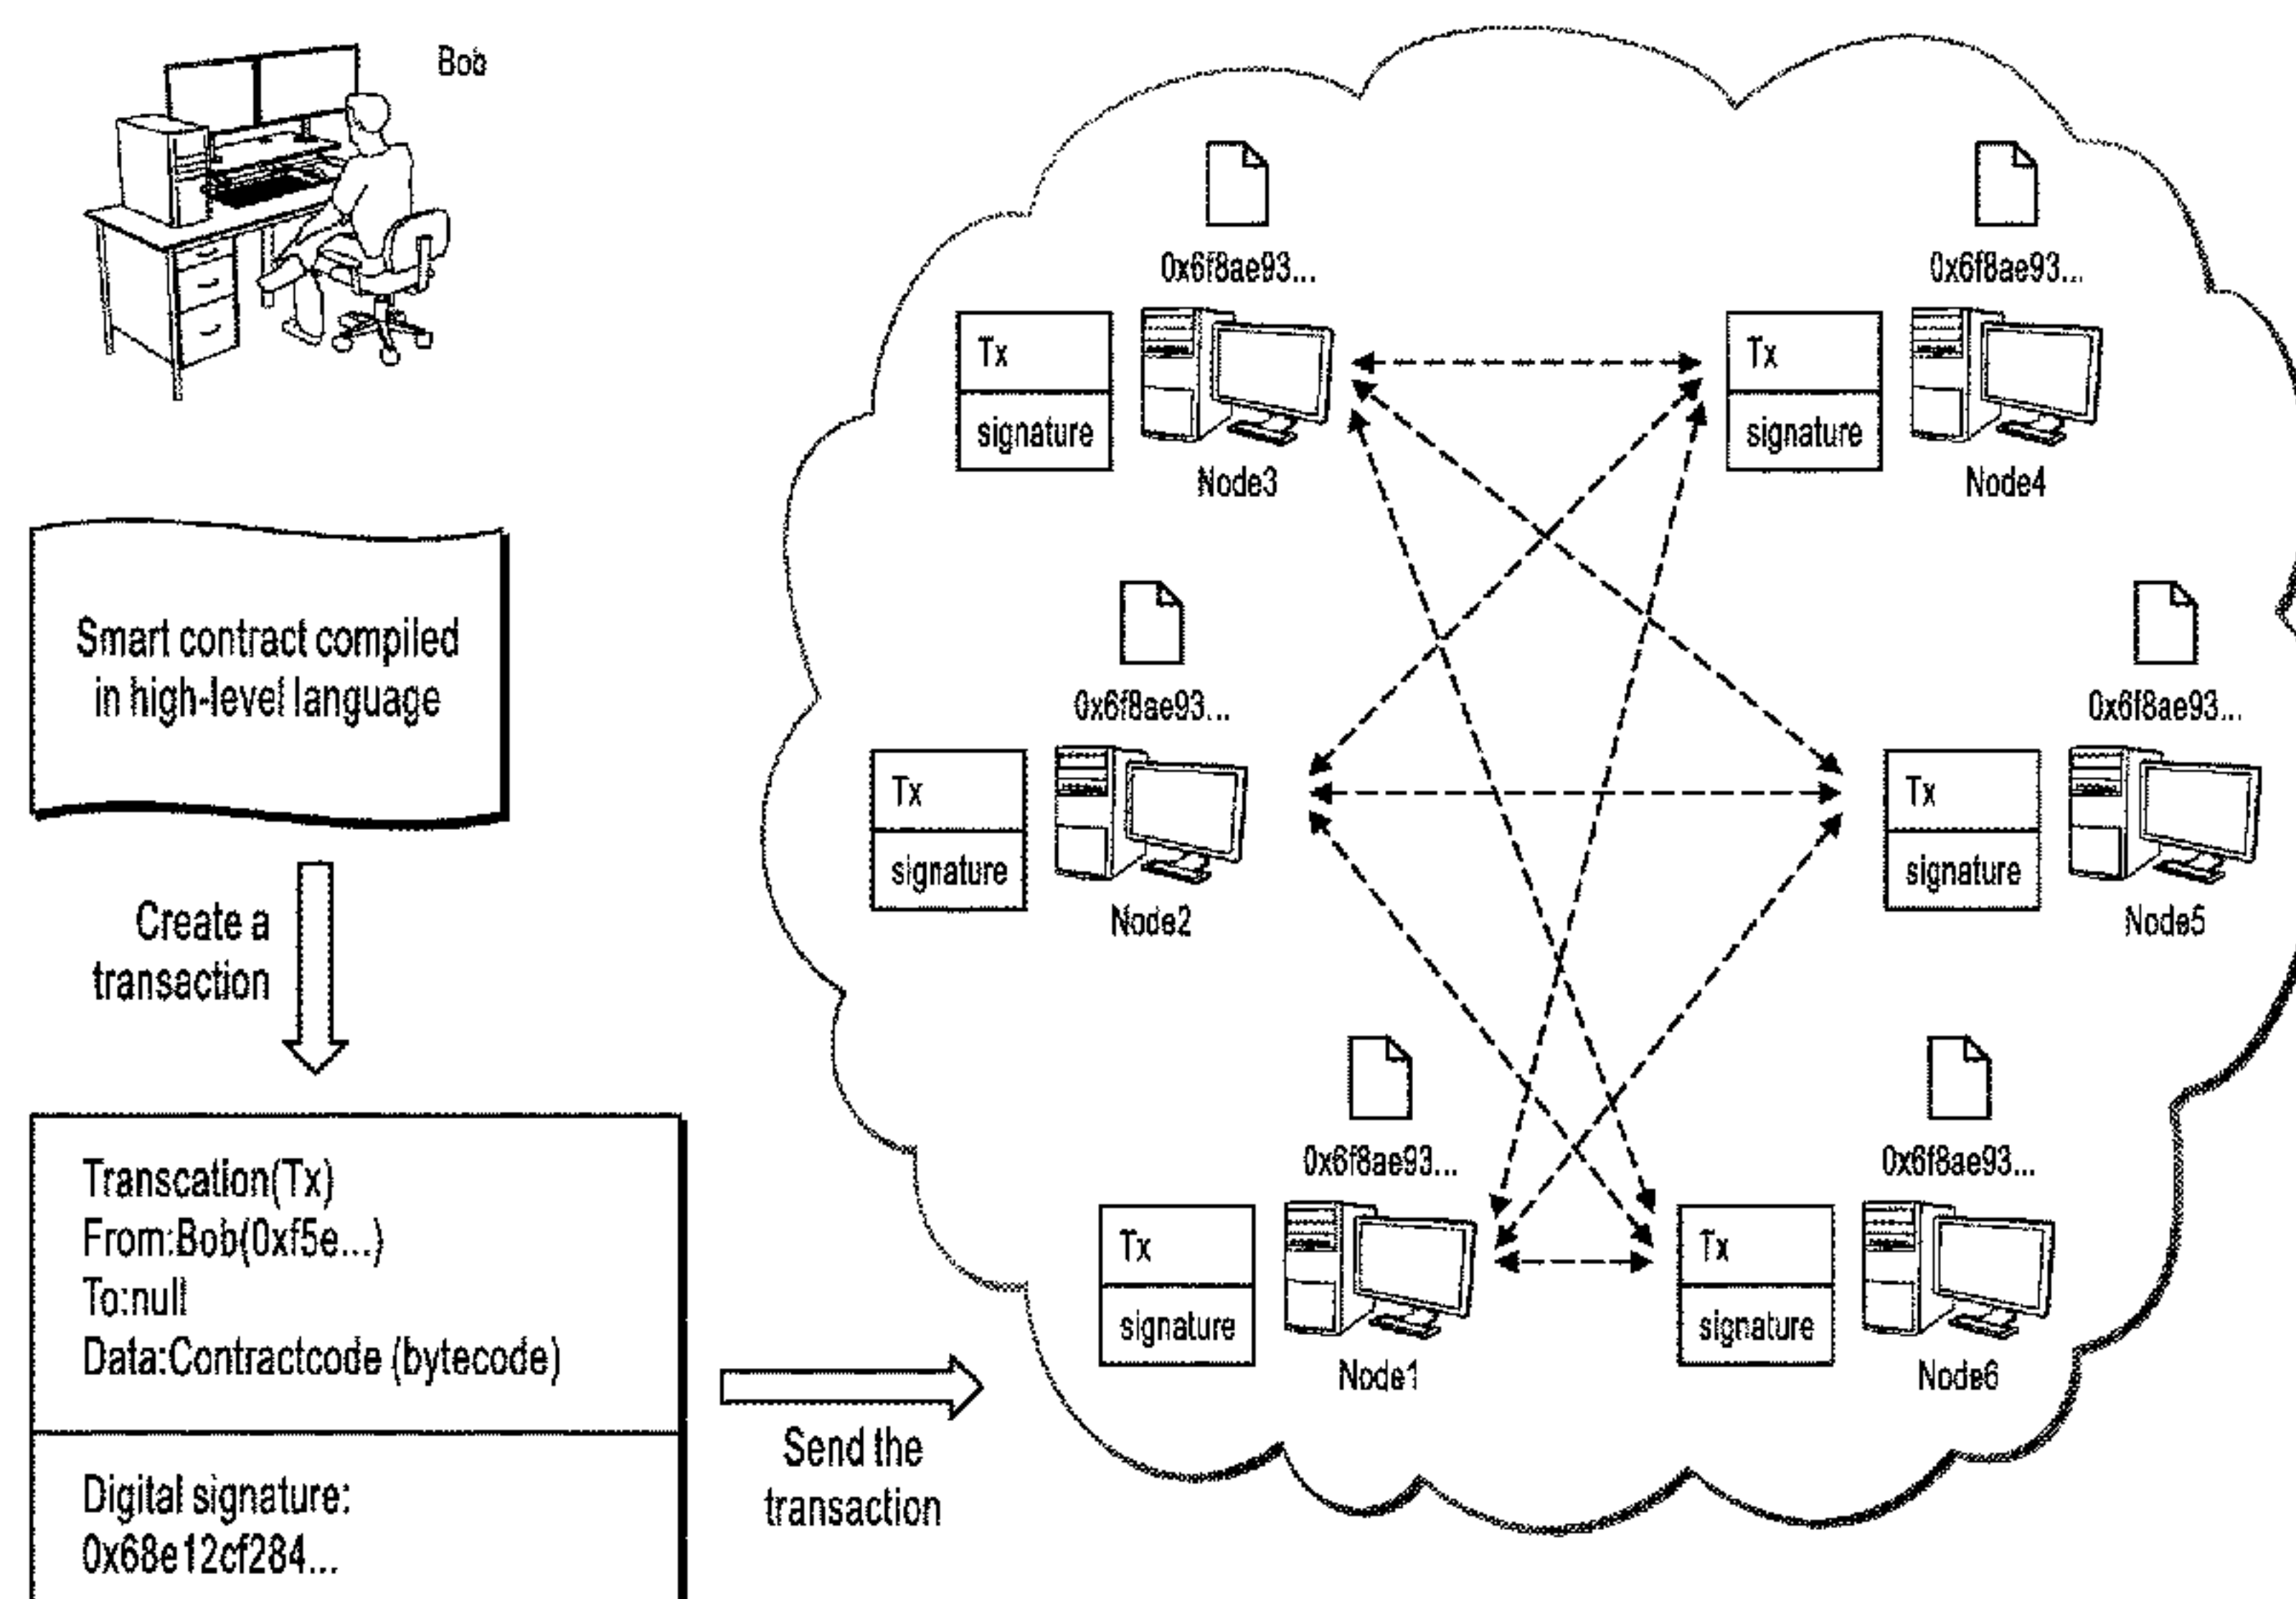 Bob
Smart contract compiled
in high-level language
Create a
transaction
Transcation(Tx)
From:Bob(0xf5e...)
To:null
Data:Contractcode (bytecode)
Digital signature:
0x68e12cf284...
Send the
transaction
0x6f8ae93...
Tx
signature
Node3
0x6f8ae93...
Tx
signature
Node4
0x6f8ae93...
Tx
signature
Node2
0x6f8ae93...
Tx
signature
Node5
0x6f8ae93...
Tx
signature
Node1
0x6f8ae93...
Tx
signature
Node6